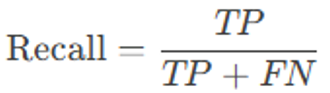 Recall = TP / TP + FN